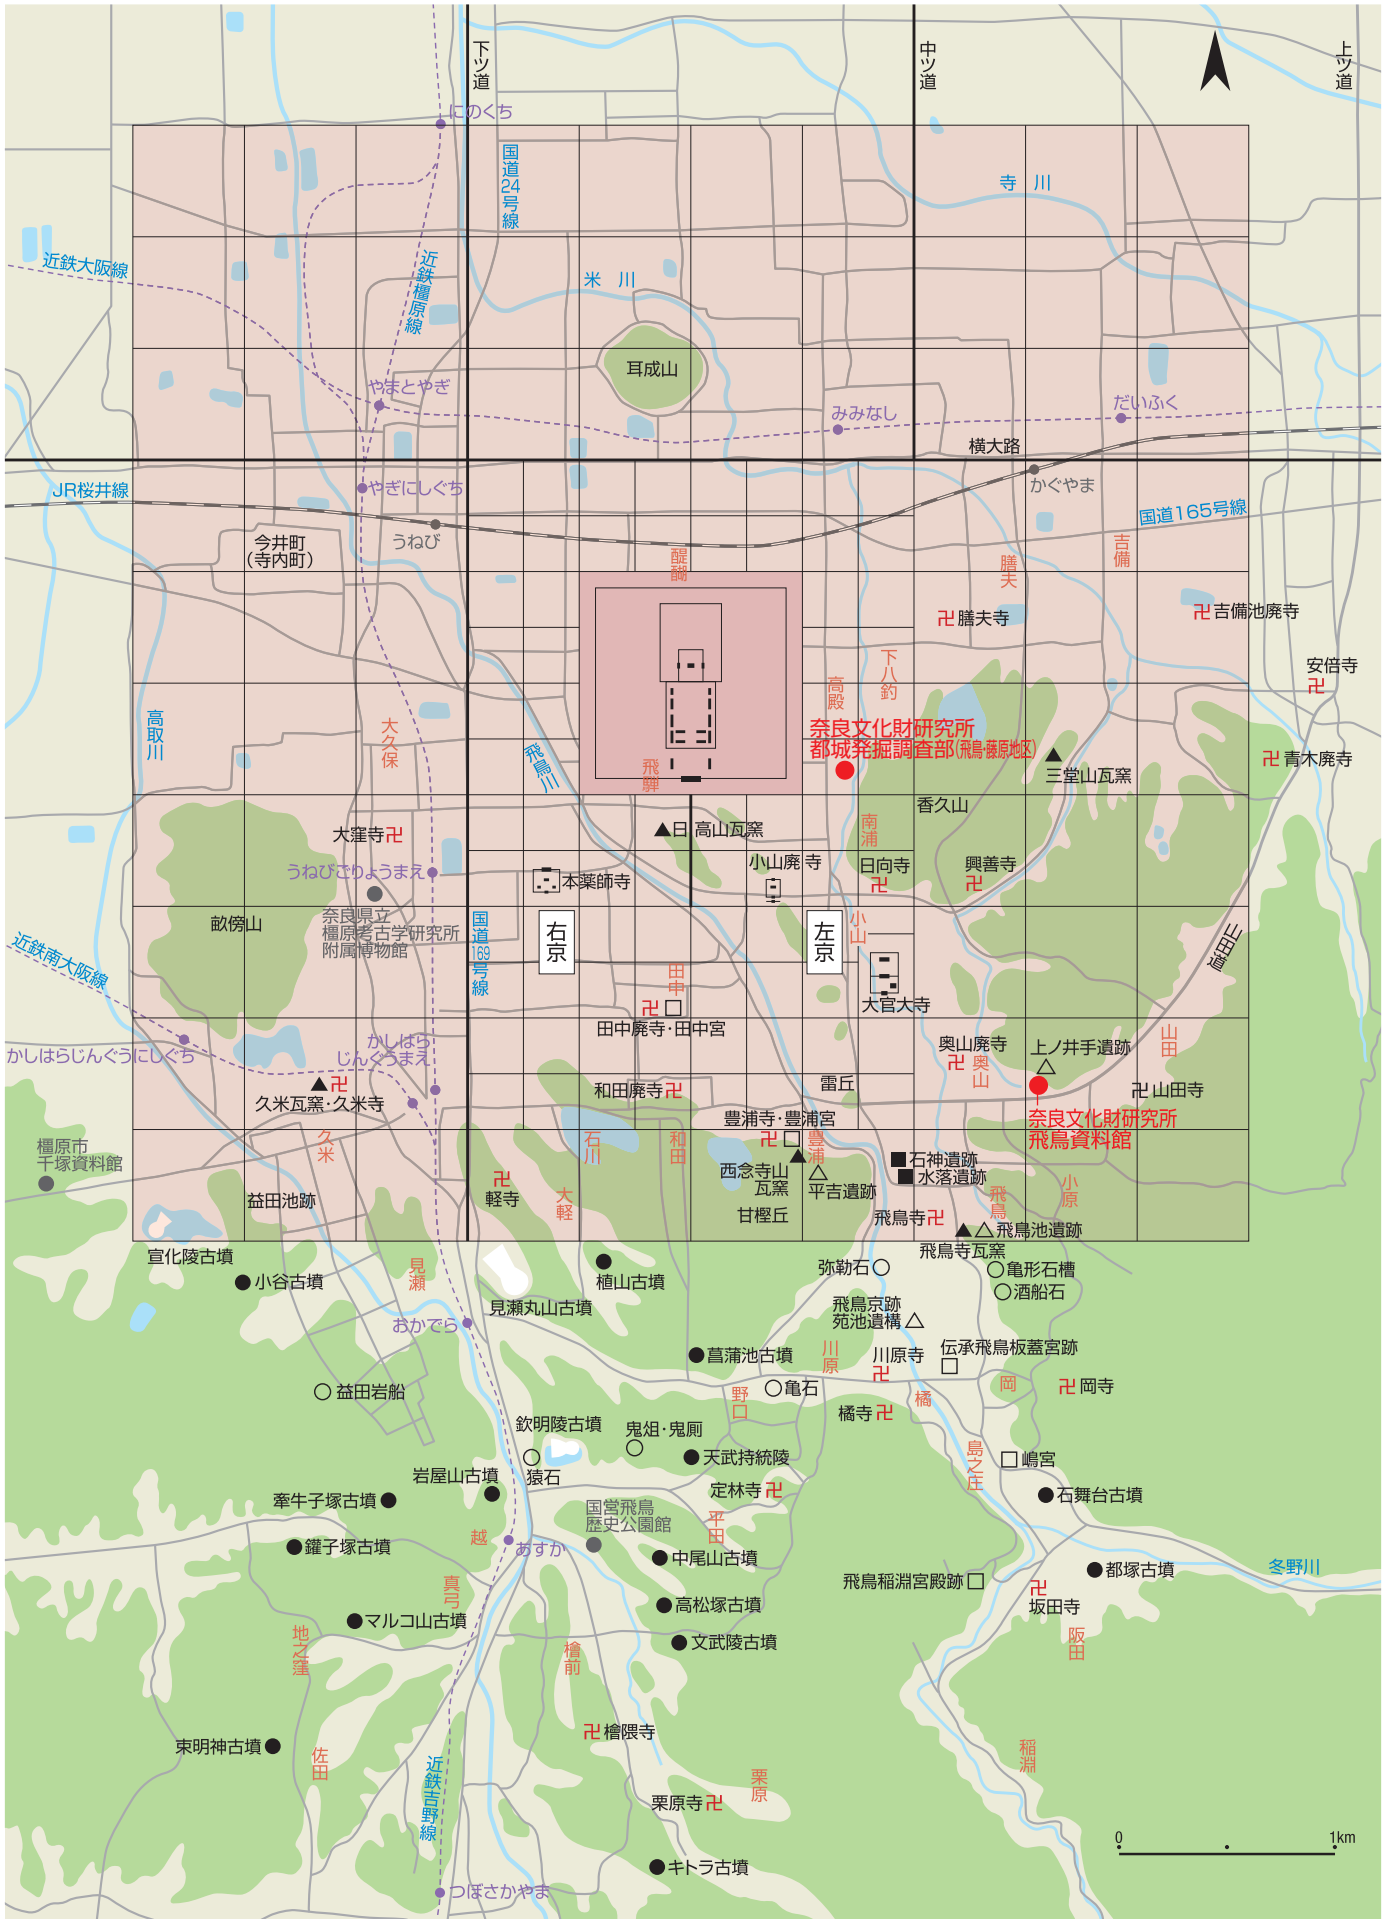 下ツ道
中ツ道
上ツ道
にのくち
国道24号線
寺川
近鉄大阪線
近鉄橿原線
米川
耳成山
やまとやぎ
みみなし
だいふく
横大路
JR桜井線
やぎにしぐち
かぐやま
国道165号線
うねび
今井町
(寺内町)
醍醐
膳夫
吉備
膳夫寺
吉備池廃寺
下八釣
高殿
安倍寺
高取川
大久保
飛鳥川
飛騨
奈良文化財研究所
都城発掘調査部(飛鳥・藤原地区)
三堂山瓦窯
青木廃寺
香久山
大窪寺
日高山瓦窯
南浦
小山廃寺
日向寺
興善寺
うねびごりょうまえ
本薬師寺
奈良県立
橿原考古学研究所
附属博物館
畝傍山
国道169号線
右京
左京
小山
山田道
近鉄南大阪線
田中
大官大寺
田中廃寺・田中宮
かしはらじんぐうにしぐち
かしはら
じんぐうまえ
奥山廃寺
奥山
上ノ井手遺跡
山田
久米瓦窯・久米寺
和田廃寺
雷丘
山田寺
豊浦寺・豊浦宮
豊浦
奈良文化財研究所
飛鳥資料館
橿原市
千塚資料館
久米
石川
和田
西念寺山
瓦窯
平吉遺跡
石神遺跡
水落遺跡
益田池跡
軽寺
大軽
甘樫丘
飛鳥寺
飛鳥
小原
飛鳥池遺跡
飛鳥寺瓦窯
宣化陵古墳
小谷古墳
見瀬
植山古墳
弥勒石
亀形石槽
酒船石
見瀬丸山古墳
おかでら
飛鳥京跡
苑池遺構
菖蒲池古墳
川原
川原寺
伝承飛鳥板蓋宮跡
益田岩船
野口
亀石
橘
岡
岡寺
橘寺
欽明陵古墳
鬼俎・鬼厠
天武持統陵
島之庄
嶋宮
岩屋山古墳
猿石
牽牛子塚古墳
定林寺
石舞台古墳
国営飛鳥
歴史公園館
平田
鑵子塚古墳
越
おすか
中尾山古墳
都塚古墳
冬野川
真弓
飛鳥稲淵宮殿跡
坂田寺
高松塚古墳
マルコ山古墳
地之窪
檜前
文武陵古墳
阪田
檜隈寺
束明神古墳
佐田
稲淵
近鉄吉野線
栗原
栗原寺
0
1km
キトラ古墳
つぼさかやま